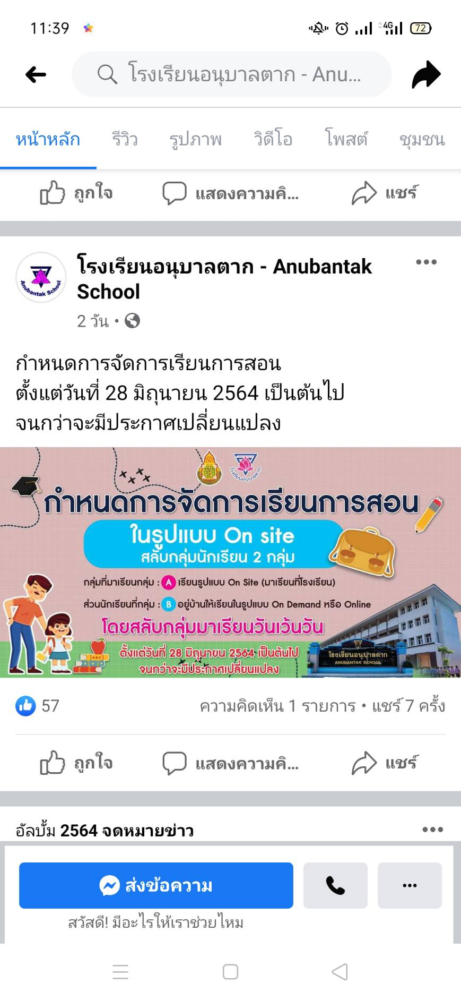 11:39
4G
72
โรงเรียนอนุบาลตาก - Anu...
หน้าหลัก
รีวิว
รูปภาพ
วิดีโอ
โพสต์
ชุมชน
ถูกใจ
แสดงความคิ...
แชร์
โรงเรียนอนุบาลตาก - Anubantak
School
Anubantak School
2 วัน •
กำหนดการจัดการเรียนการสอน
ตั้งแต่วันที่ 28 มิถุนายน 2564 เป็นต้นไป
จนกว่าจะมีประกาศเปลี่ยนแปลง
โรงเรียนอนุบาลตาก
กำหนดการจัดการเรียนการสอน
ในรูปแบบ On site
สลับกลุ่มนักเรียน 2 กลุ่ม
กลุ่มที่มาเรียนกลุ่ม : A เรียนรูปแบบ On Site (มาเรียนที่โรงเรียน)
ส่วนนักเรียนที่กลุ่ม : B อยู่บ้านให้เรียนในรูปแบบ On Demand หรือ Online
โดยสลับกลุ่มมาเรียนวันเว้นวัน
ABC
ตั้งแต่วันที่ 28 มิถุนายน 2564 เป็นต้นไป
จนกว่าจะมีประกาศเปลี่ยนแปลง
โรงเรียนอนุบาลตาก
ANUBANTAK SCHOOL
57
ความคิดเห็น 1 รายการ • แชร์ 7 ครั้ง
ถูกใจ
แสดงความคิ...
แชร์
อัลบั้ม 2564 จดหมายข่าว
ส่งข้อความ
สวัสดี! มีอะไรให้เราช่วยไหม